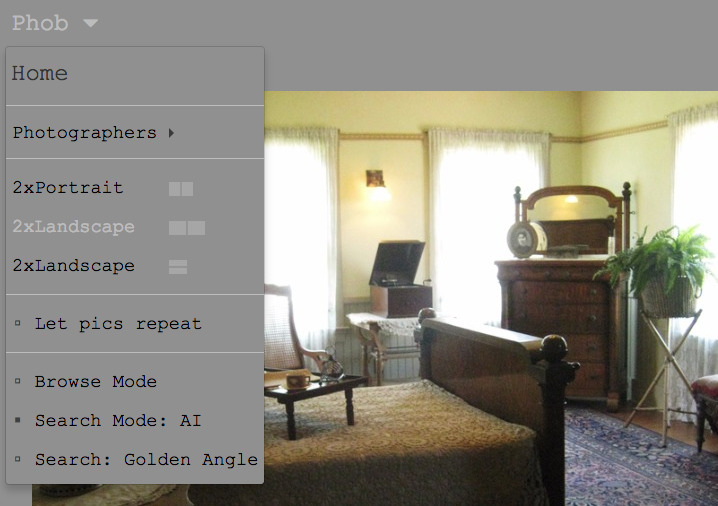 Phob
Home
Photographers
2xPortrait
2xLandscape
2xLandscape
Let pics repeat
Browse Mode
Search Mode: AI
Search: Golden Angle